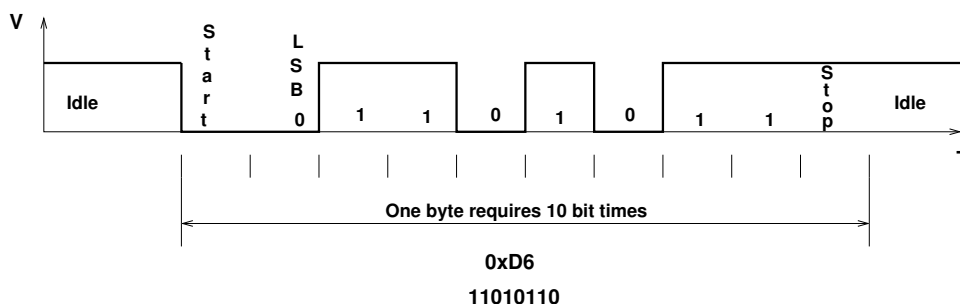 V
Start
LSB
Stop
Idle
0 1 1 0 1 0 1 1
Idle
One byte requires 10 bit times
0xD6
11010110